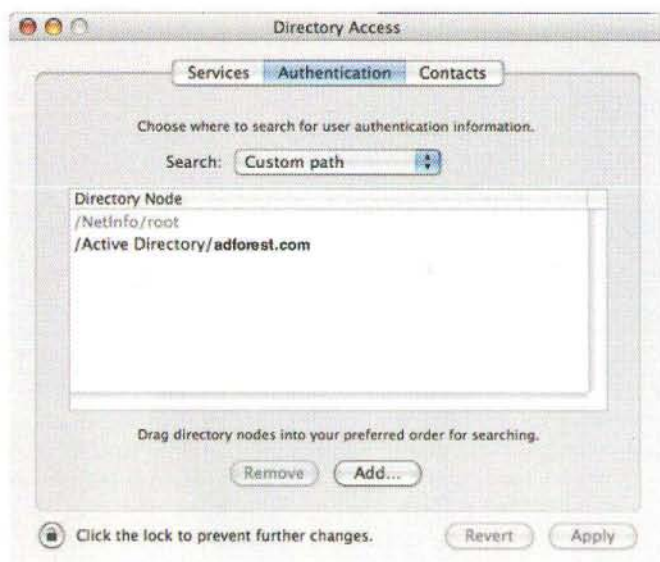 Directory Access
Services Authentication Contacts
Choose where to search for user authentication information.
Search: Custom path
Directory Node
/NetInfo/root
/Active Directory/adforest.com
Drag directory nodes into your preferred order for searching.
Remove Add...
Click the lock to prevent further changes. Revert Apply